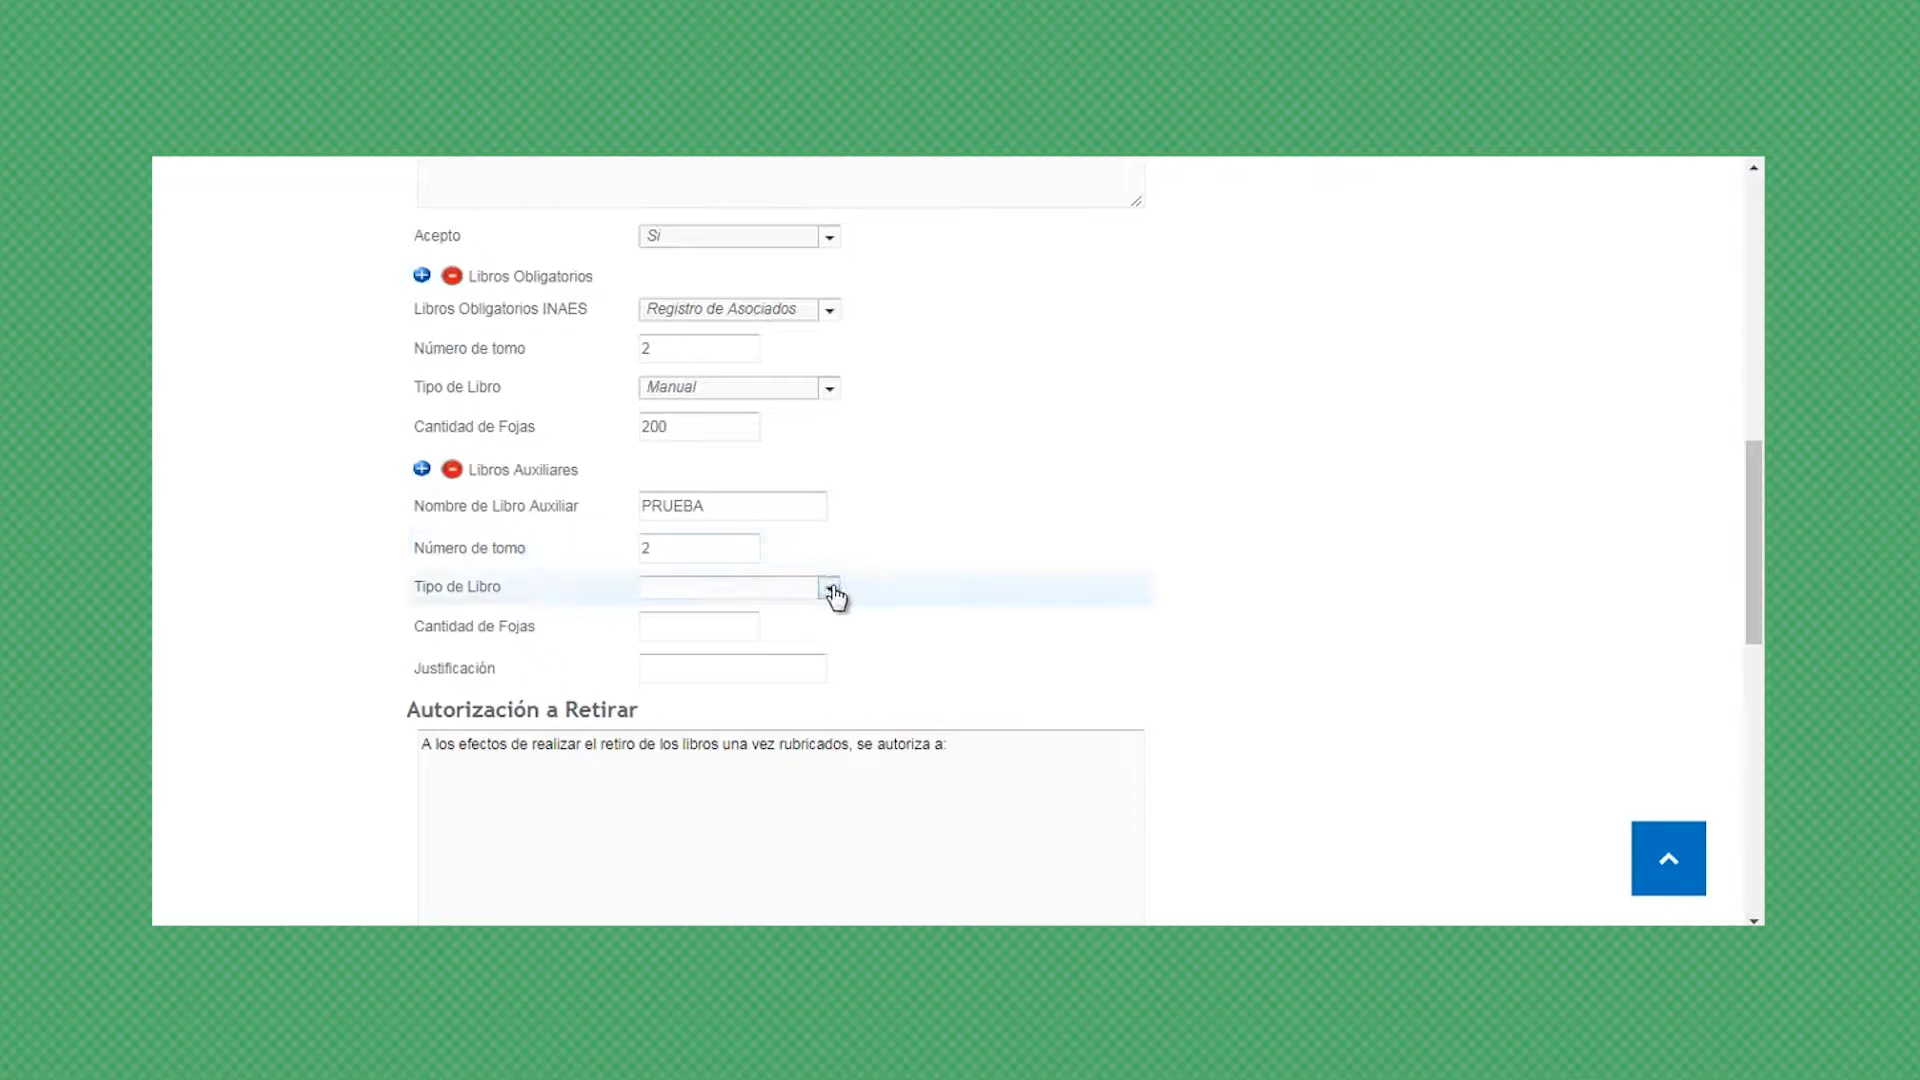 Acepto Si
Libros Obligatorios
Libros Obligatorios INAES Registro de Asociados
Número de tomo 2
Tipo de Libro Manual
Cantidad de Fojas 200
Libros Auxiliares
Nombre de Libro Auxiliar PRUEBA
Número de tomo 2
Tipo de Libro
Cantidad de Fojas
Justificación
Autorización a Retirar
A los efectos de realizar el retiro de los libros una vez rubricados, se autoriza a: